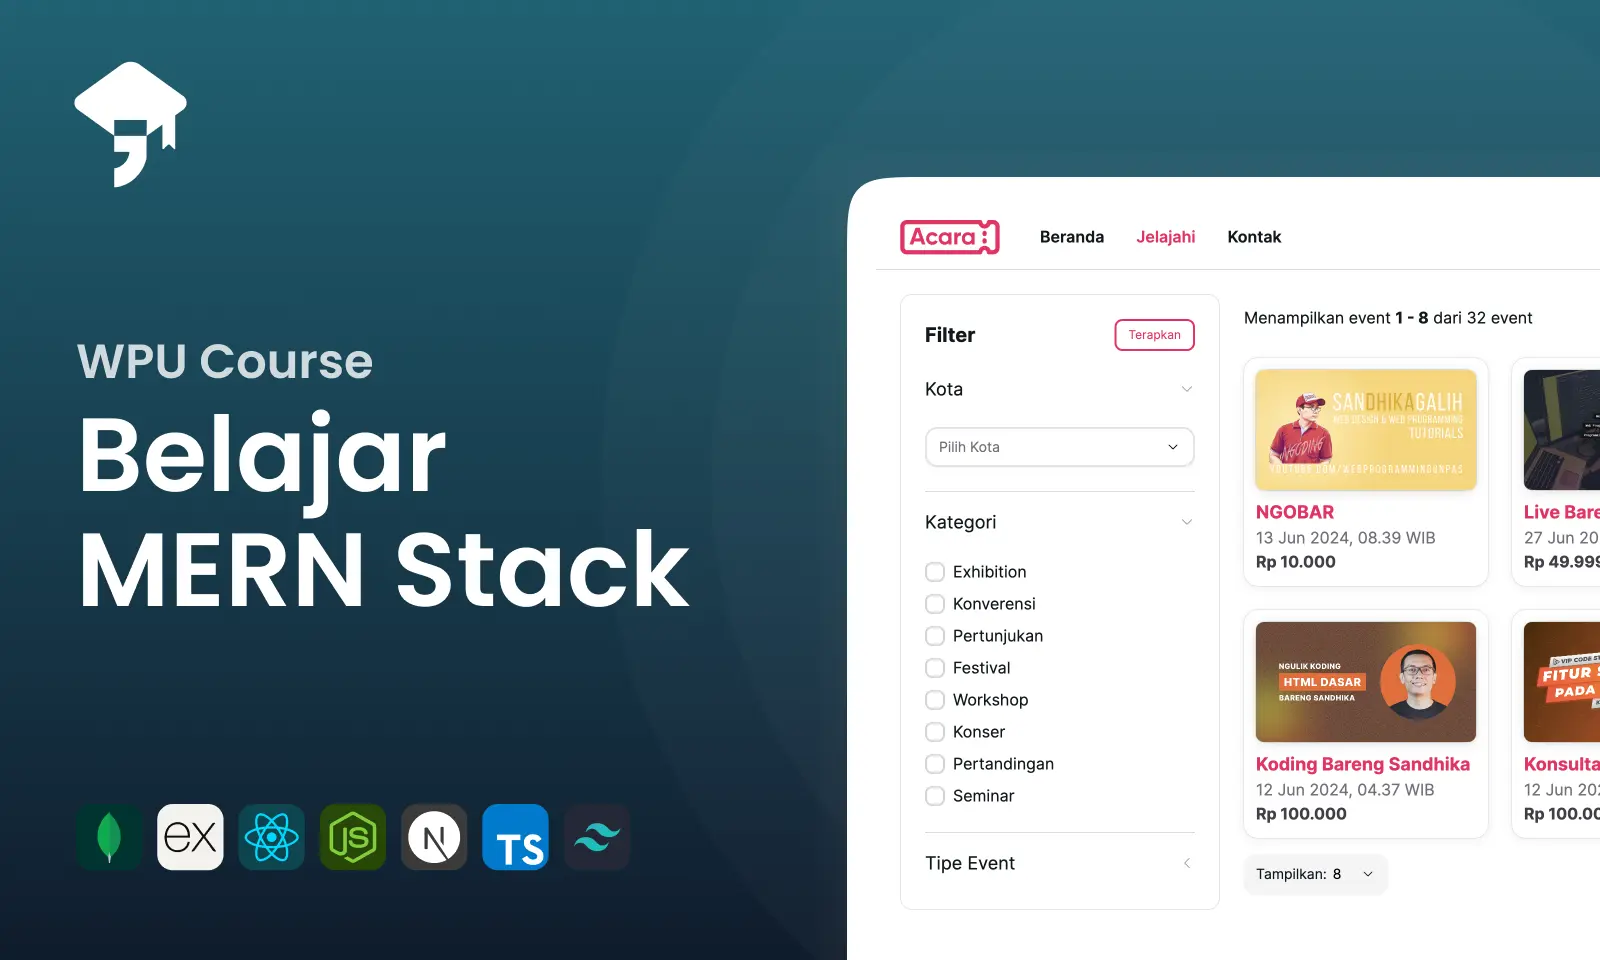 WPU Course
Belajar
MERN Stack
ex
JS
N
TS
Acara
Beranda
Jelajahi
Kontak
Filter
Terapkan
Kota
Pilih Kota
Kategori
Exhibition
Konverensi
Pertunjukan
Festival
Workshop
Konser
Pertandingan
Seminar
Tipe Event
Menampilkan event 1 - 8 dari 32 event
SANDHIKAGALIH
WEB DESIGN & WEB PROGRAMMING
TUTORIALS
NGODING
YOUTUBE.COM/WEBPROGRAMMINGUNPAS
NGOBAR
13 Jun 2024, 08.39 WIB
Rp 10.000
Live Bare
27 Jun 20
Rp 49.999
NGULIK KODING
HTML DASAR
BARENG SANDHIKA
Koding Bareng Sandhika
12 Jun 2024, 04.37 WIB
Rp 100.000
VIP CODE ST
FITUR S
PADA
Konsulta
12 Jun 202
Rp 100.00
Tampilkan: 8